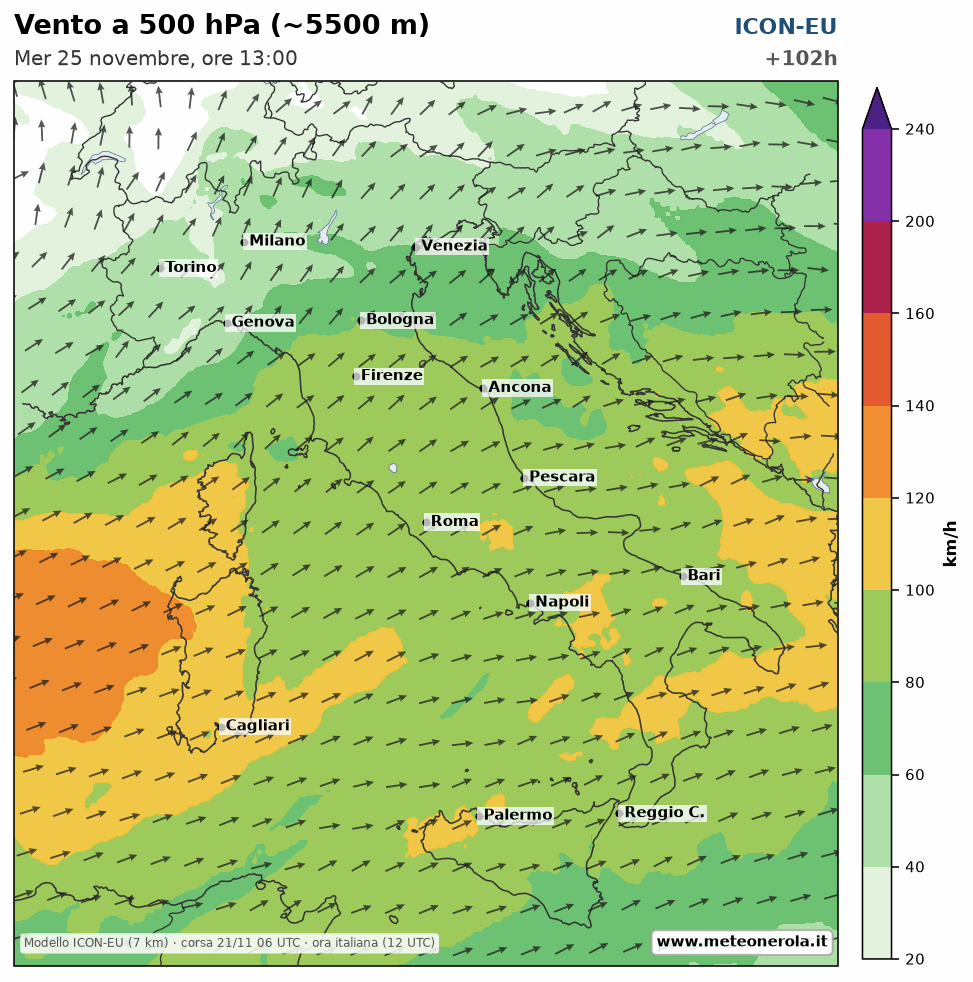 Vento a 500 hPa (~5500 m)
ICON-EU
Mer 25 novembre, ore 13:00
+102h
Milano
Venezia
Torino
Genova
Bologna
Firenze
Ancona
Pescara
Roma
Bari
Napoli
Cagliari
Palermo
Reggio C.
240
220
200
160
140
120
100
80
60
40
20
km/h
Modello ICON-EU (7 km) · corsa 21/11 06 UTC · ora italiana (12 UTC)
www.meteonerola.it